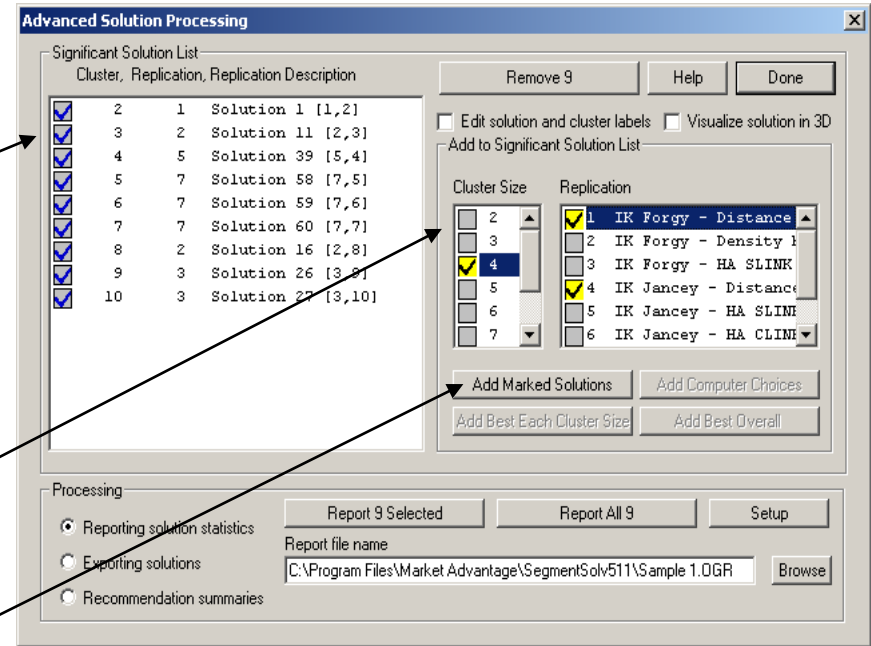 Advanced Solution Processing
Significant Solution List
Cluster, Replication, Replication Description
2 1 Solution 1 [1,2]
3 2 Solution 11 [2,3]
4 5 Solution 39 [5,4]
5 7 Solution 58 [7,5]
6 7 Solution 59 [7,6]
7 7 Solution 60 [7,7]
8 2 Solution 16 [2,8]
9 3 Solution 26 [3,9]
10 3 Solution 27 [3,10]
Remove 9
Help
Done
Edit solution and cluster labels
Visualize solution in 3D
Add to Significant Solution List
Cluster Size
2
3
4
5
6
7
Replication
1 IK Forgy - Distance
2 IK Forgy - Density
3 IK Forgy - HA SLINK
4 IK Jancey - Distance
5 IK Jancey - HA SLINK
6 IK Jancey - HA CLINK
Add Marked Solutions
Add Computer Choices
Add Best Each Cluster Size
Add Best Overall
Processing
Reporting solution statistics
Exporting solutions
Recommendation summaries
Report 9 Selected
Report All 9
Setup
Report file name
C:\Program Files\Market Advantage\SegmentSolv511\Sample 1.OGR
Browse